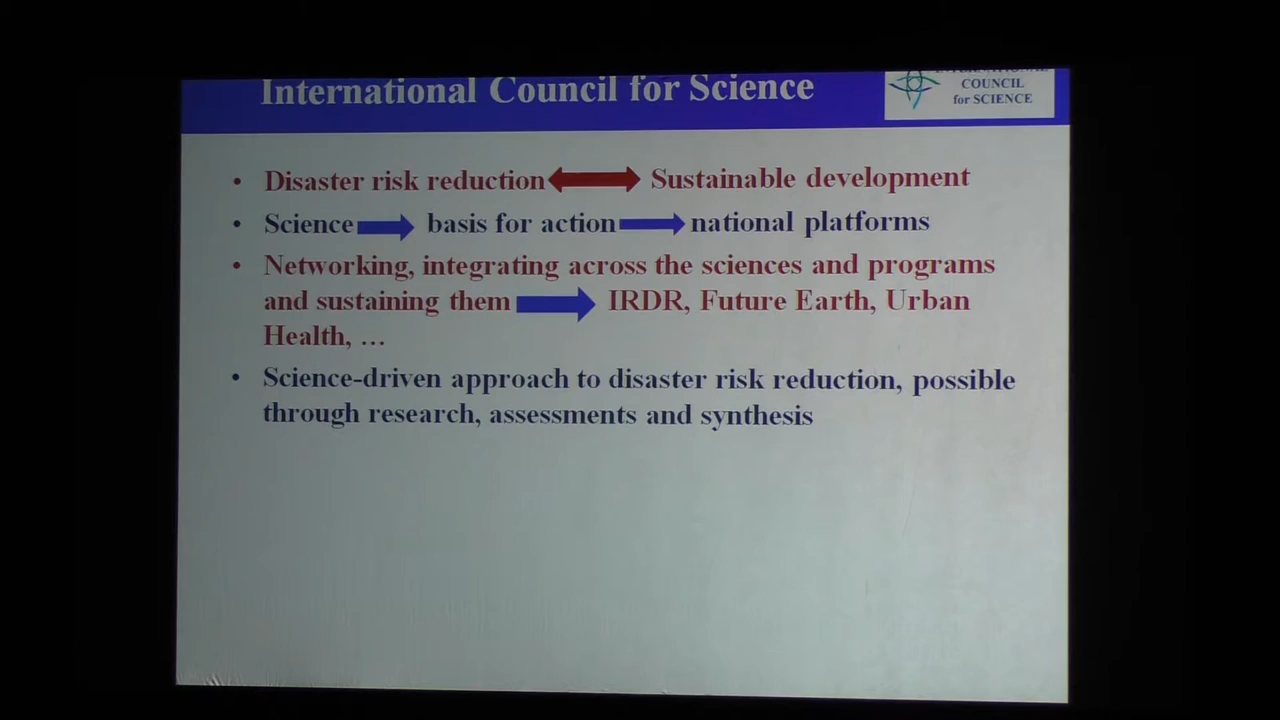 International Council for Science
INTERNATIONAL
COUNCIL
for SCIENCE
• Disaster risk reduction ↔ Sustainable development
• Science → basis for action → national platforms
• Networking, integrating across the sciences and programs
and sustaining them → IRDR, Future Earth, Urban
Health, …
• Science-driven approach to disaster risk reduction, possible
through research, assessments and synthesis